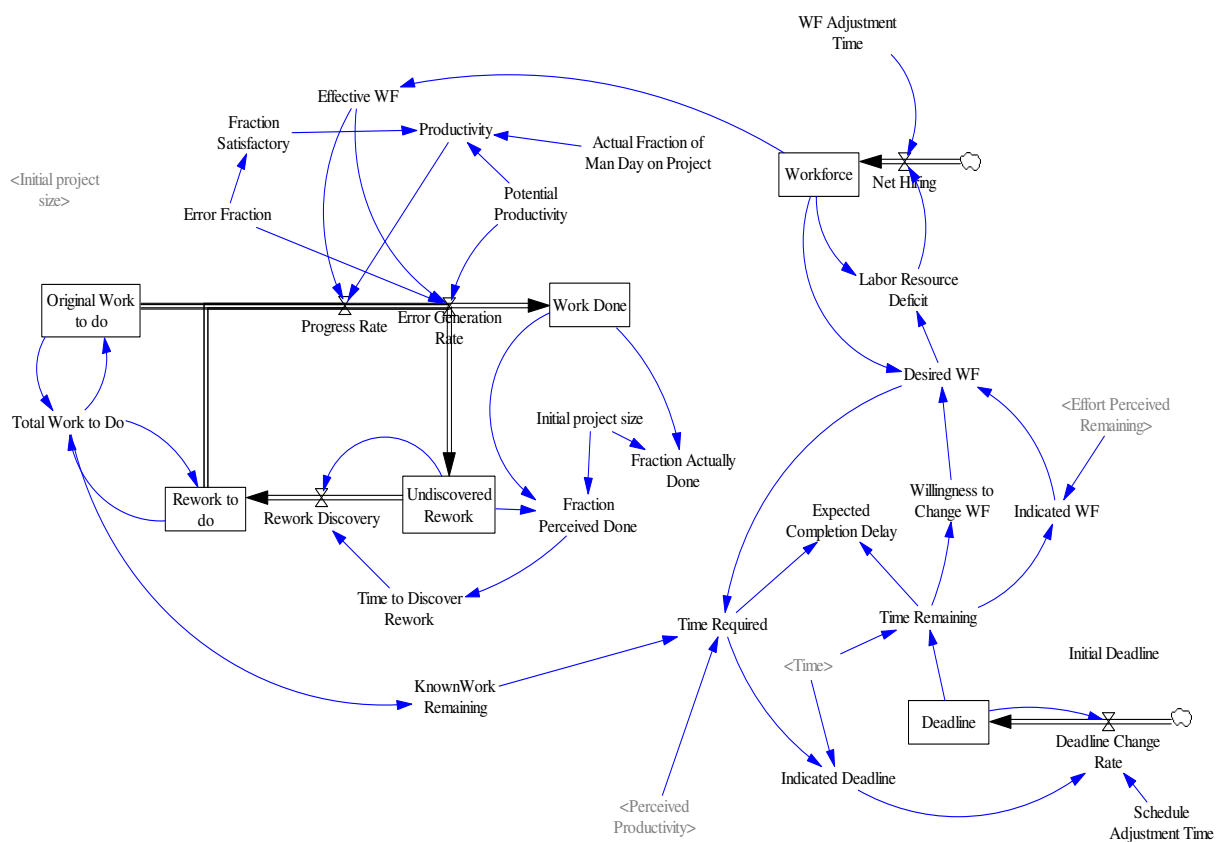 WF Adjustment
Time
Effective WF
Fraction
Satisfactory
Productivity
Actual Fraction of
Man Day on Project
Workforce
Net Hiring
<Initial project
size>
Error Fraction
Potential
Productivity
Labor Resource
Deficit
Original Work
to do
Progress Rate
Error Generation
Rate
Work Done
Desired WF
<Effort Perceived
Remaining>
Total Work to Do
Initial project size
Fraction Actually
Done
Rework to
do
Rework Discovery
Undiscovered
Rework
Fraction
Perceived Done
Willingness to
Change WF
Indicated WF
Expected
Completion Delay
Time to Discover
Rework
Time Required
Time Remaining
<Time>
Initial Deadline
KnownWork
Remaining
Deadline
Deadline Change
Rate
Indicated Deadline
<Perceived
Productivity>
Schedule
Adjustment Time